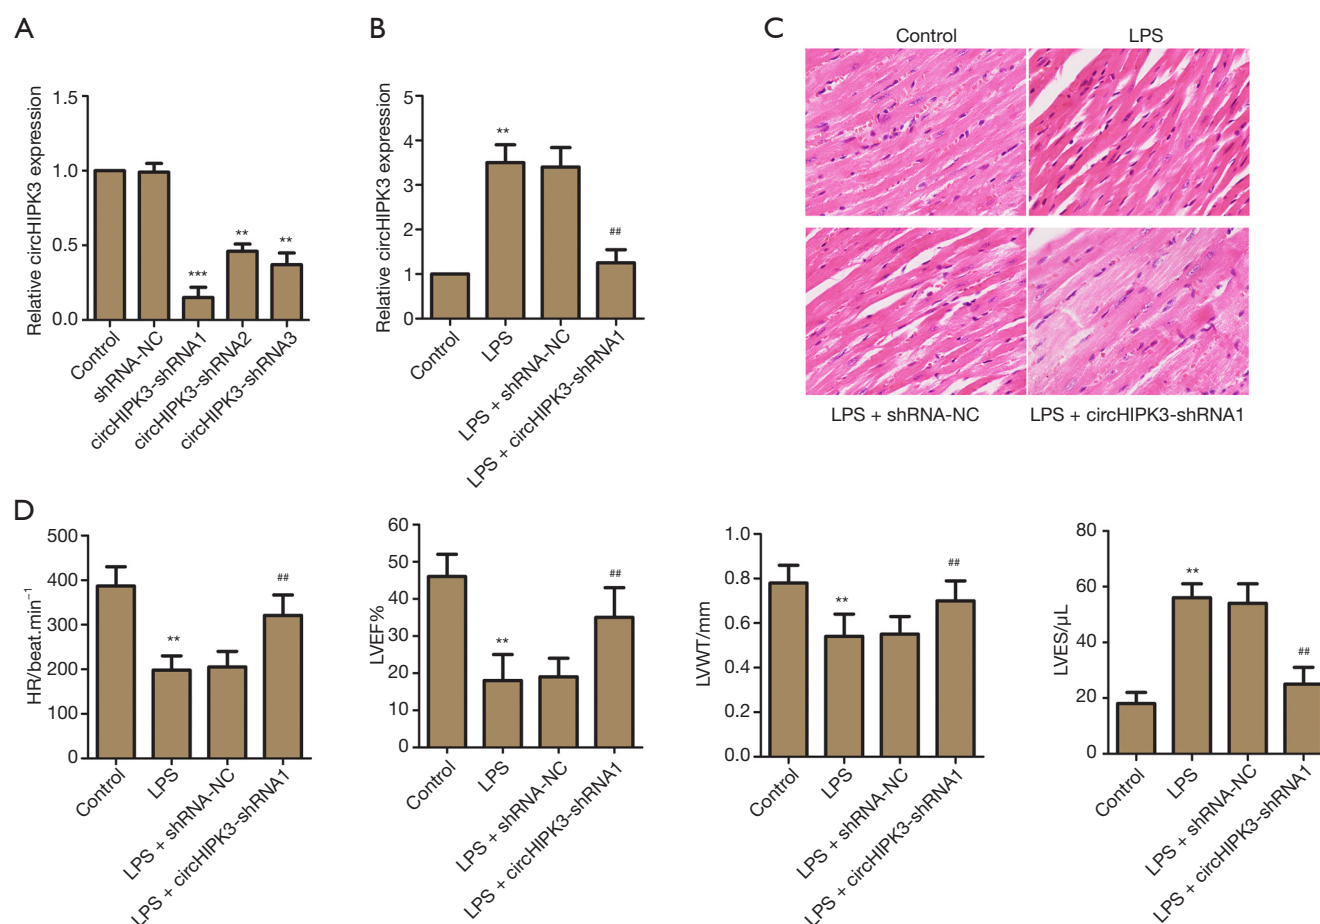 A
Relative circHIPK3 expression
1.5
1.0
0.5
0.0
***
**
**
Control
shRNA-NC
circHIPK3-shRNA1
circHIPK3-shRNA2
circHIPK3-shRNA3
B
Relative circHIPK3 expression
5
4
3
2
1
0
**
##
Control
LPS
LPS + shRNA-NC
LPS + circHIPK3-shRNA1
C
Control
LPS
LPS + shRNA-NC
LPS + circHIPK3-shRNA1
D
HR/beat.min⁻¹
500
400
300
200
100
0
**
##
Control
LPS
LPS + shRNA-NC
LPS + circHIPK3-shRNA1
LVEF%
60
50
40
30
20
10
0
**
##
Control
LPS
LPS + shRNA-NC
LPS + circHIPK3-shRNA1
LVWT/mm
1.0
0.8
0.6
0.4
0.2
0.0
**
##
Control
LPS
LPS + shRNA-NC
LPS + circHIPK3-shRNA1
LVES/μL
80
60
40
20
0
**
##
Control
LPS
LPS + shRNA-NC
LPS + circHIPK3-shRNA1